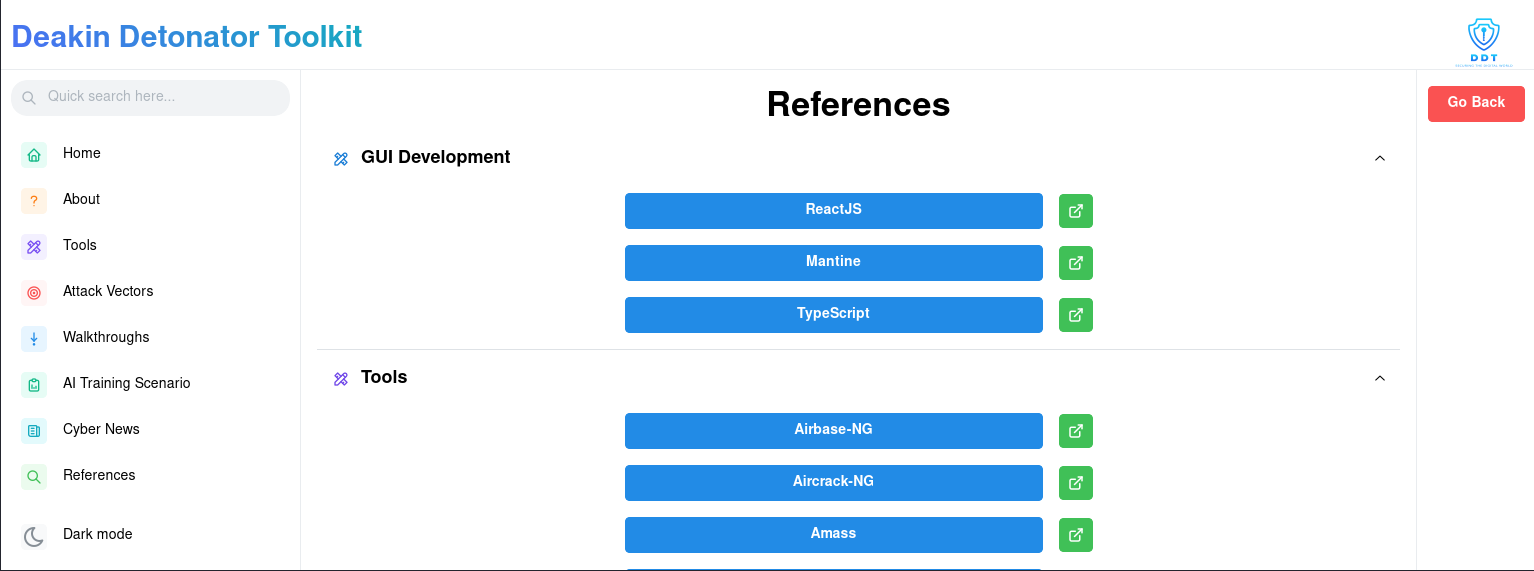 Deakin Detonator Toolkit
DDT
Quick search here...
Home
About
Tools
Attack Vectors
Walkthroughs
AI Training Scenario
Cyber News
References
Dark mode
References
GUI Development
ReactJS
Mantine
TypeScript
Tools
Airbase-NG
Aircrack-NG
Amass
Go Back